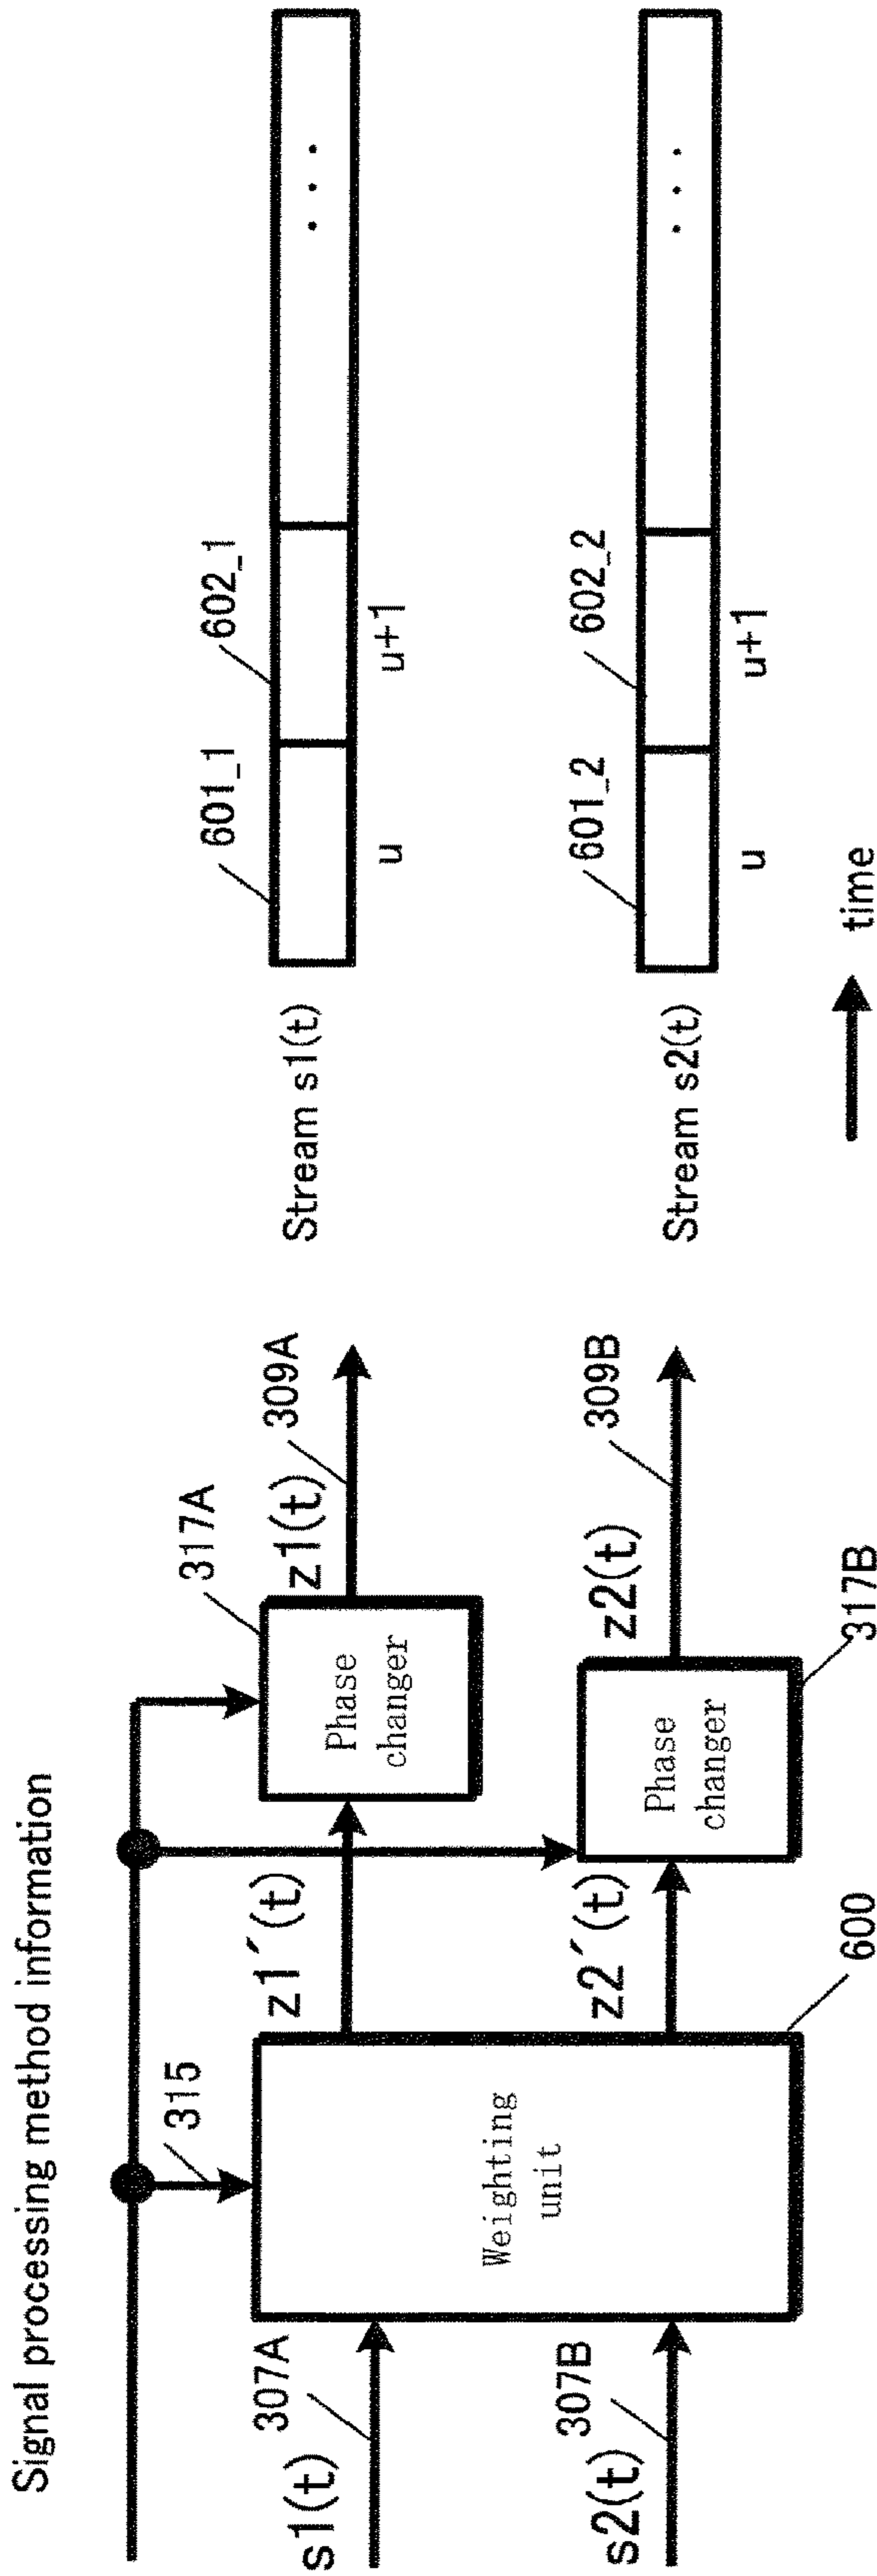 Signal processing method information
315
317A
s1(t)
307A
z1´(t)
Phase
changer
z1(t)
309A
Weighting
unit
s2(t)
307B
z2´(t)
Phase
changer
z2(t)
309B
600
317B
Stream s1(t)
601_1
602_1
. . .
u
u+1
Stream s2(t)
601_2
602_2
. . .
u
u+1
time